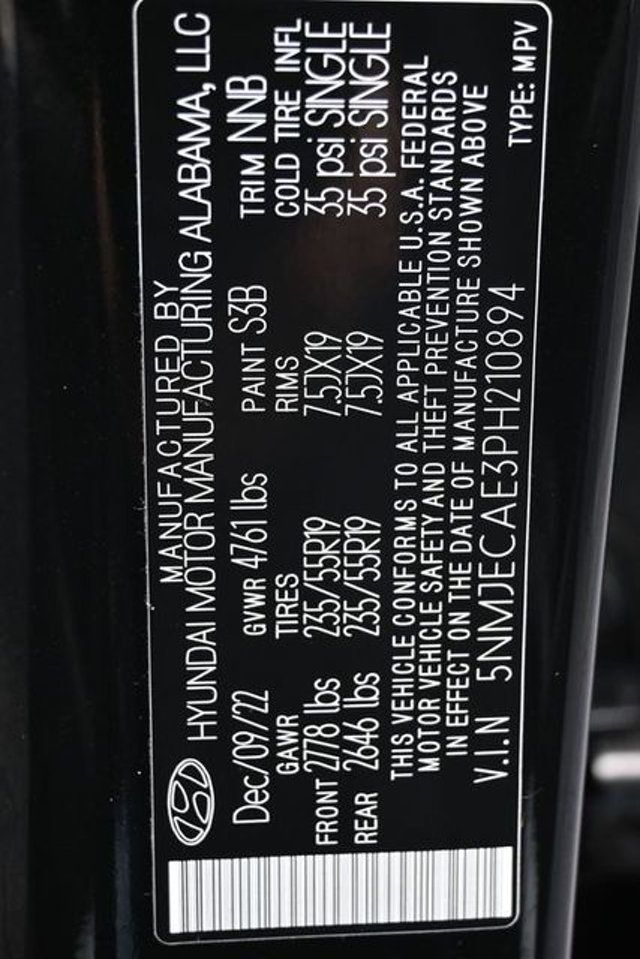 MANUFACTURED BY
HYUNDAI MOTOR MANUFACTURING ALABAMA, LLC
Dec/09/22 GVWR 4761 lbs PAINT S3B TRIM NNB
GAWR TIRES RIMS COLD TIRE INFL
FRONT 2778 lbs 235/55R19 7.5JX19 35 psi SINGLE
REAR 2646 lbs 235/55R19 7.5JX19 35 psi SINGLE
THIS VEHICLE CONFORMS TO ALL APPLICABLE U.S.A. FEDERAL
MOTOR VEHICLE SAFETY AND THEFT PREVENTION STANDARDS
IN EFFECT ON THE DATE OF MANUFACTURE SHOWN ABOVE
V.I.N 5NMJECAE3PH210894 TYPE: MPV